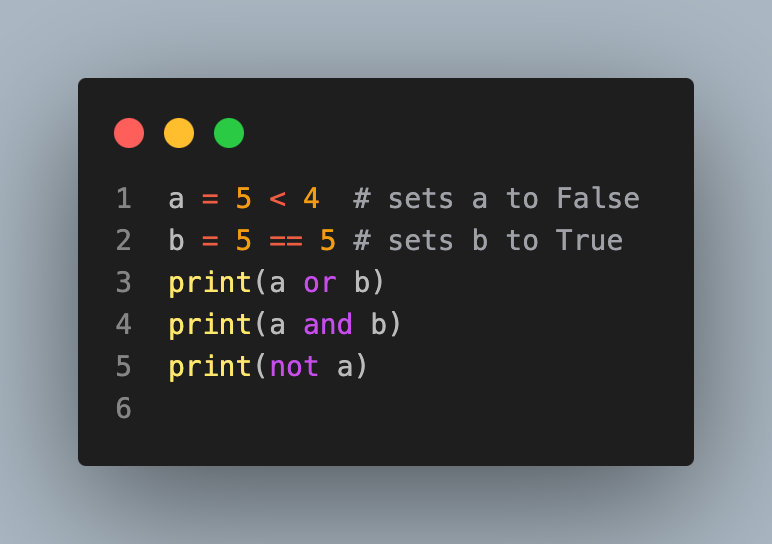 1 a = 5 < 4  # sets a to False
2 b = 5 == 5 # sets b to True
3 print(a or b)
4 print(a and b)
5 print(not a)
6